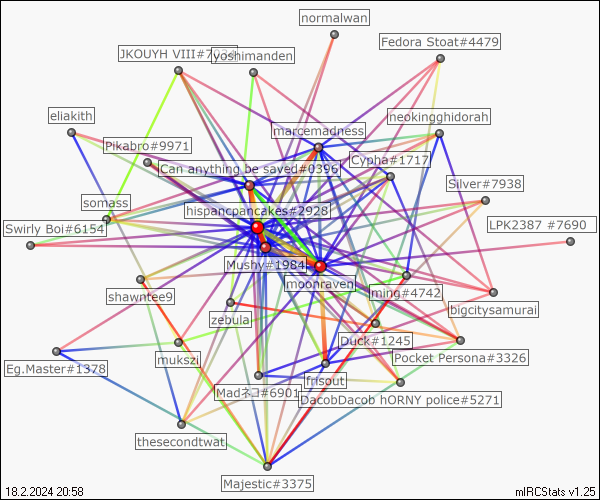 normalwan
Fedora Stoat#4479
JKOUYH VIII#7
yoshimanden
eliakith
neokingghidorah
marcemadness
Pikabro#9971
Cypha#1717
Can anything be saved#0396
Silver#7938
somass
hispancpancakes#2928
Swirly Boi#6154
LPK2387 #7690
Mushy#1984
moonraven
ming#4742
shawntee9
bigcitysamurai
zebula
Duck#1245
mukszi
Pocket Persona#3326
Eg.Master#1378
frisout
Madネコ#6901
DacobDacob hORNY police#5271
thesecondtwat
Majestic#3375
18.2.2024 20:58
mIRCStats v1.25